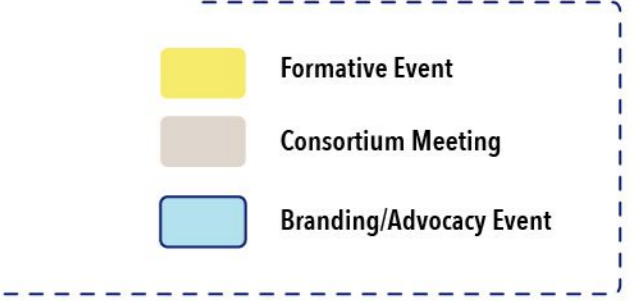 Formative Event
Consortium Meeting
Branding/Advocacy Event